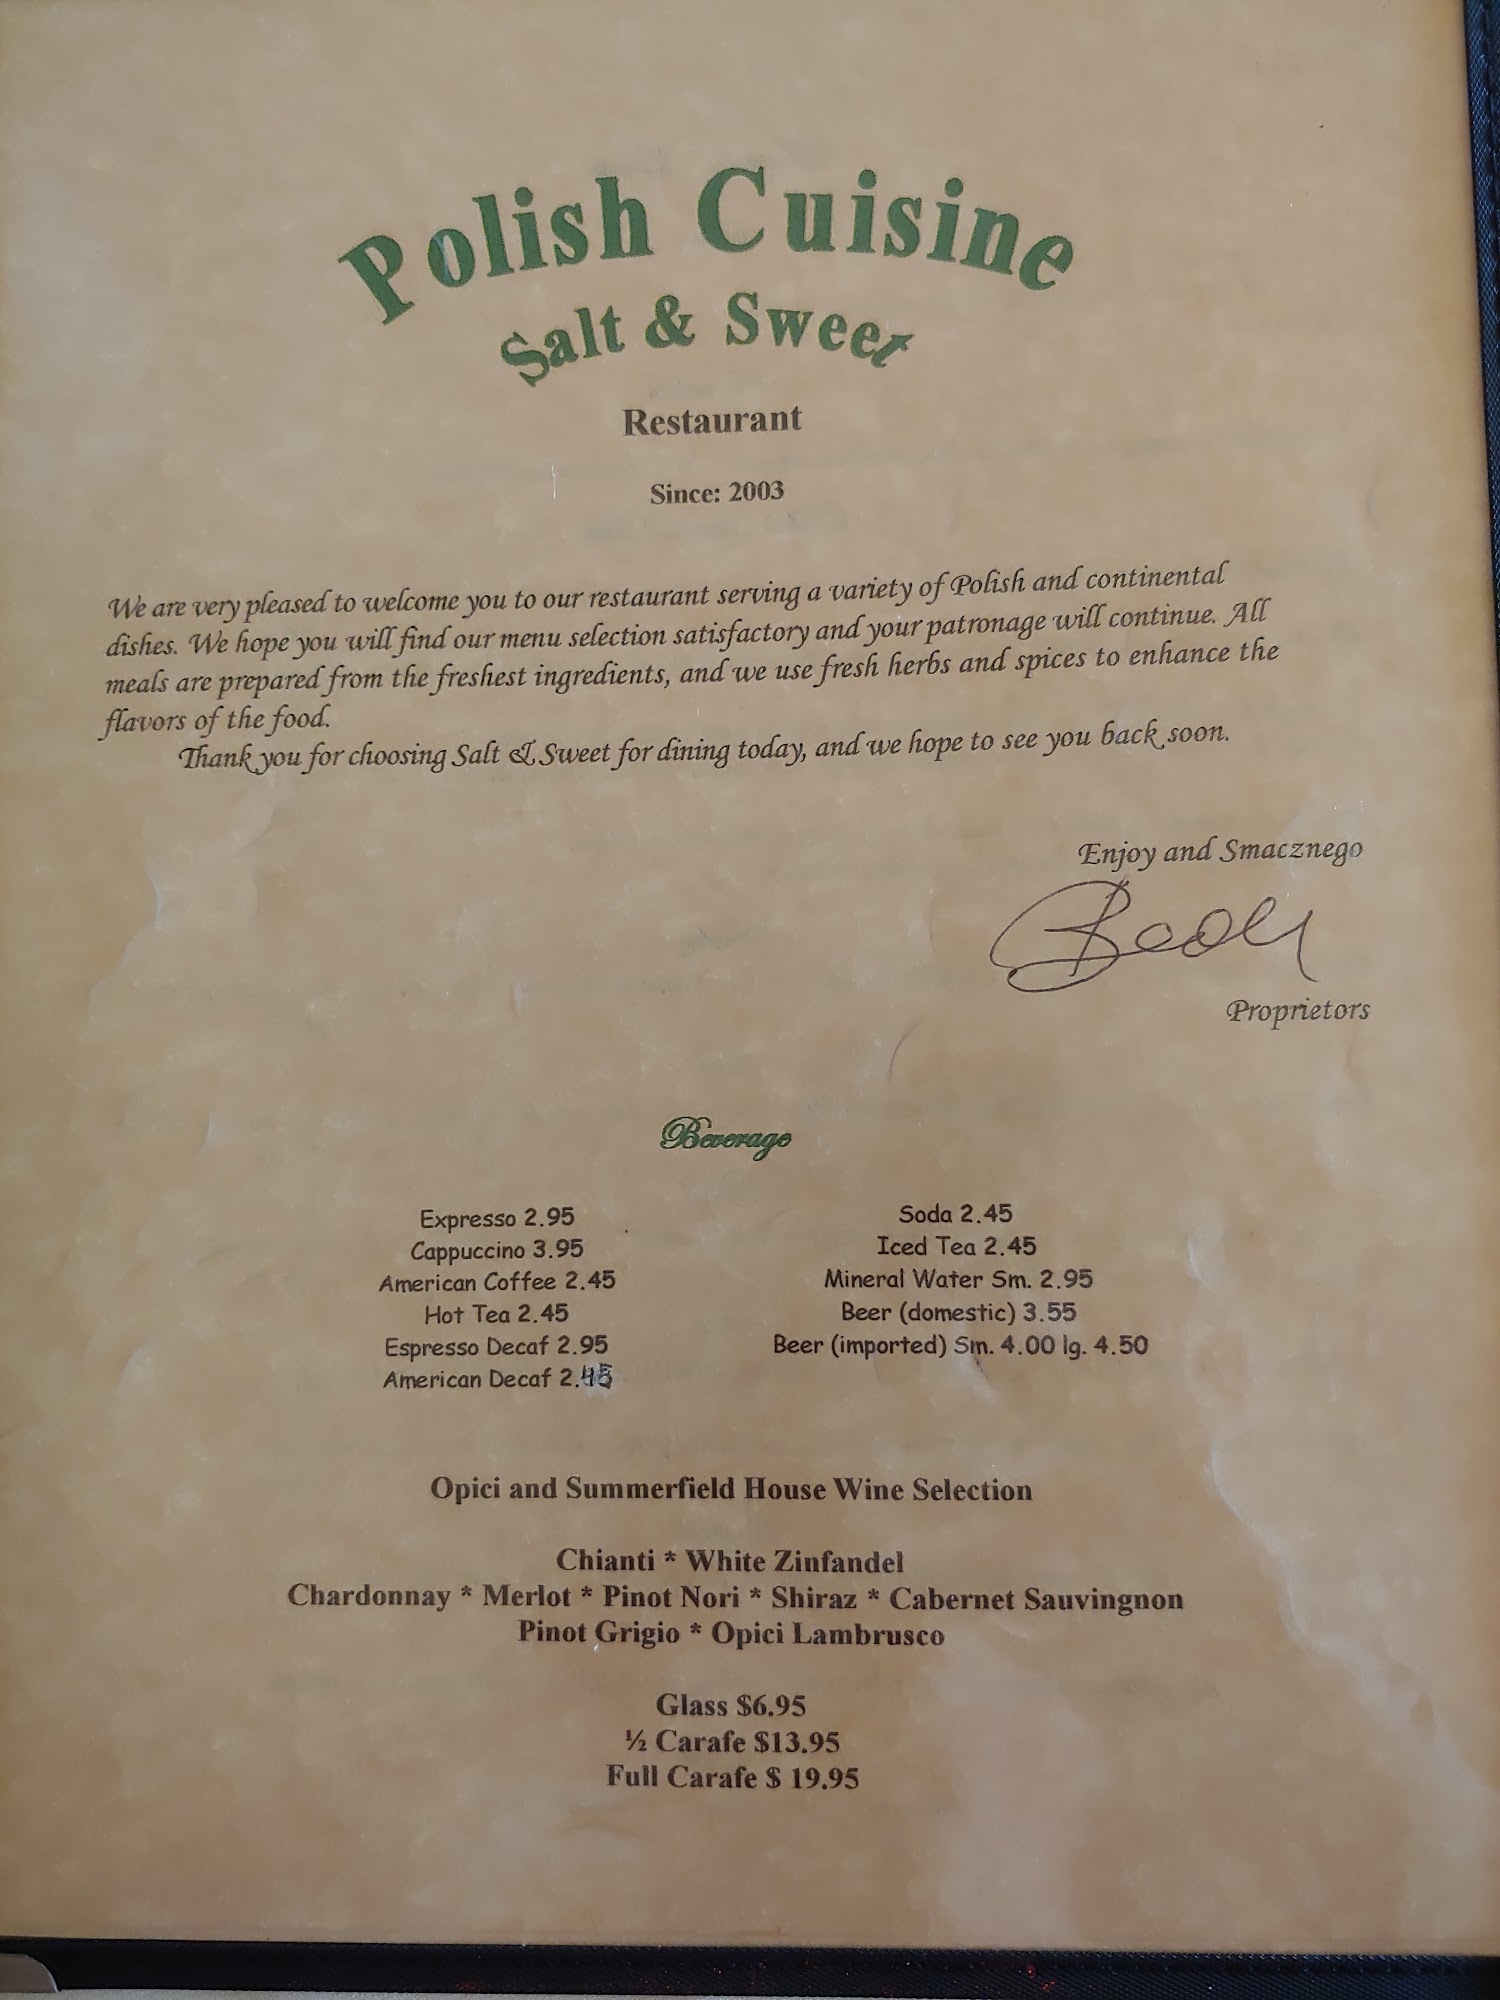 Polish Cuisine
Salt & Sweet
Restaurant
Since: 2003
We are very pleased to welcome you to our restaurant serving a variety of Polish and continental
dishes. We hope you will find our menu selection satisfactory and your patronage will continue. All
meals are prepared from the freshest ingredients, and we use fresh herbs and spices to enhance the
flavors of the food.
Thank you for choosing Salt & Sweet for dining today, and we hope to see you back soon.
Enjoy and Smacznego
Proprietors
Beverage
Expresso 2.95
Cappuccino 3.95
American Coffee 2.45
Hot Tea 2.45
Espresso Decaf 2.95
American Decaf 2.45
Soda 2.45
Iced Tea 2.45
Mineral Water Sm. 2.95
Beer (domestic) 3.55
Beer (imported) Sm. 4.00 lg. 4.50
Opici and Summerfield House Wine Selection
Chianti * White Zinfandel
Chardonnay * Merlot * Pinot Nori * Shiraz * Cabernet Sauvingnon
Pinot Grigio * Opici Lambrusco
Glass $6.95
½ Carafe $13.95
Full Carafe $ 19.95